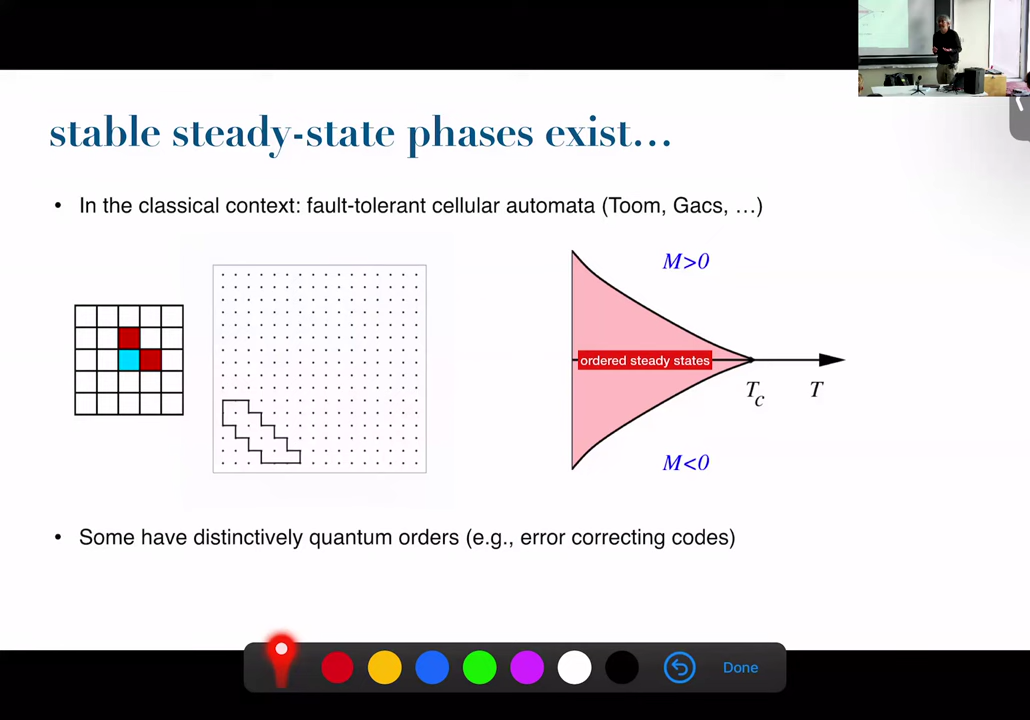 stable steady-state phases exist…
• In the classical context: fault-tolerant cellular automata (Toom, Gacs, …)
M>0
ordered steady states
Tc
T
M<0
• Some have distinctively quantum orders (e.g., error correcting codes)
Done